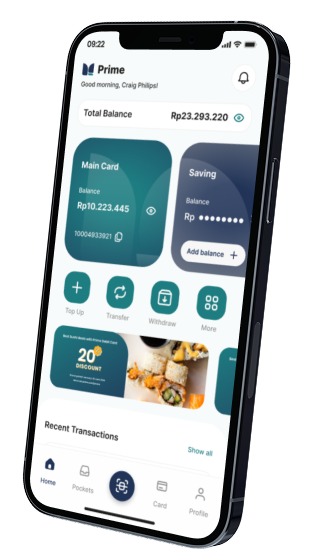 09:22
Prime
Good morning, Craig Philips!
Total Balance
Rp23.293.220
Main Card
Balance
Rp10.223.445
10004933921
Saving
Balance
Rp ●●●●●●●●
Add balance +
Top Up
Transfer
Withdraw
More
20%
DISCOUNT
Recent Transactions
Show all
Home
Pockets
Card
Profile